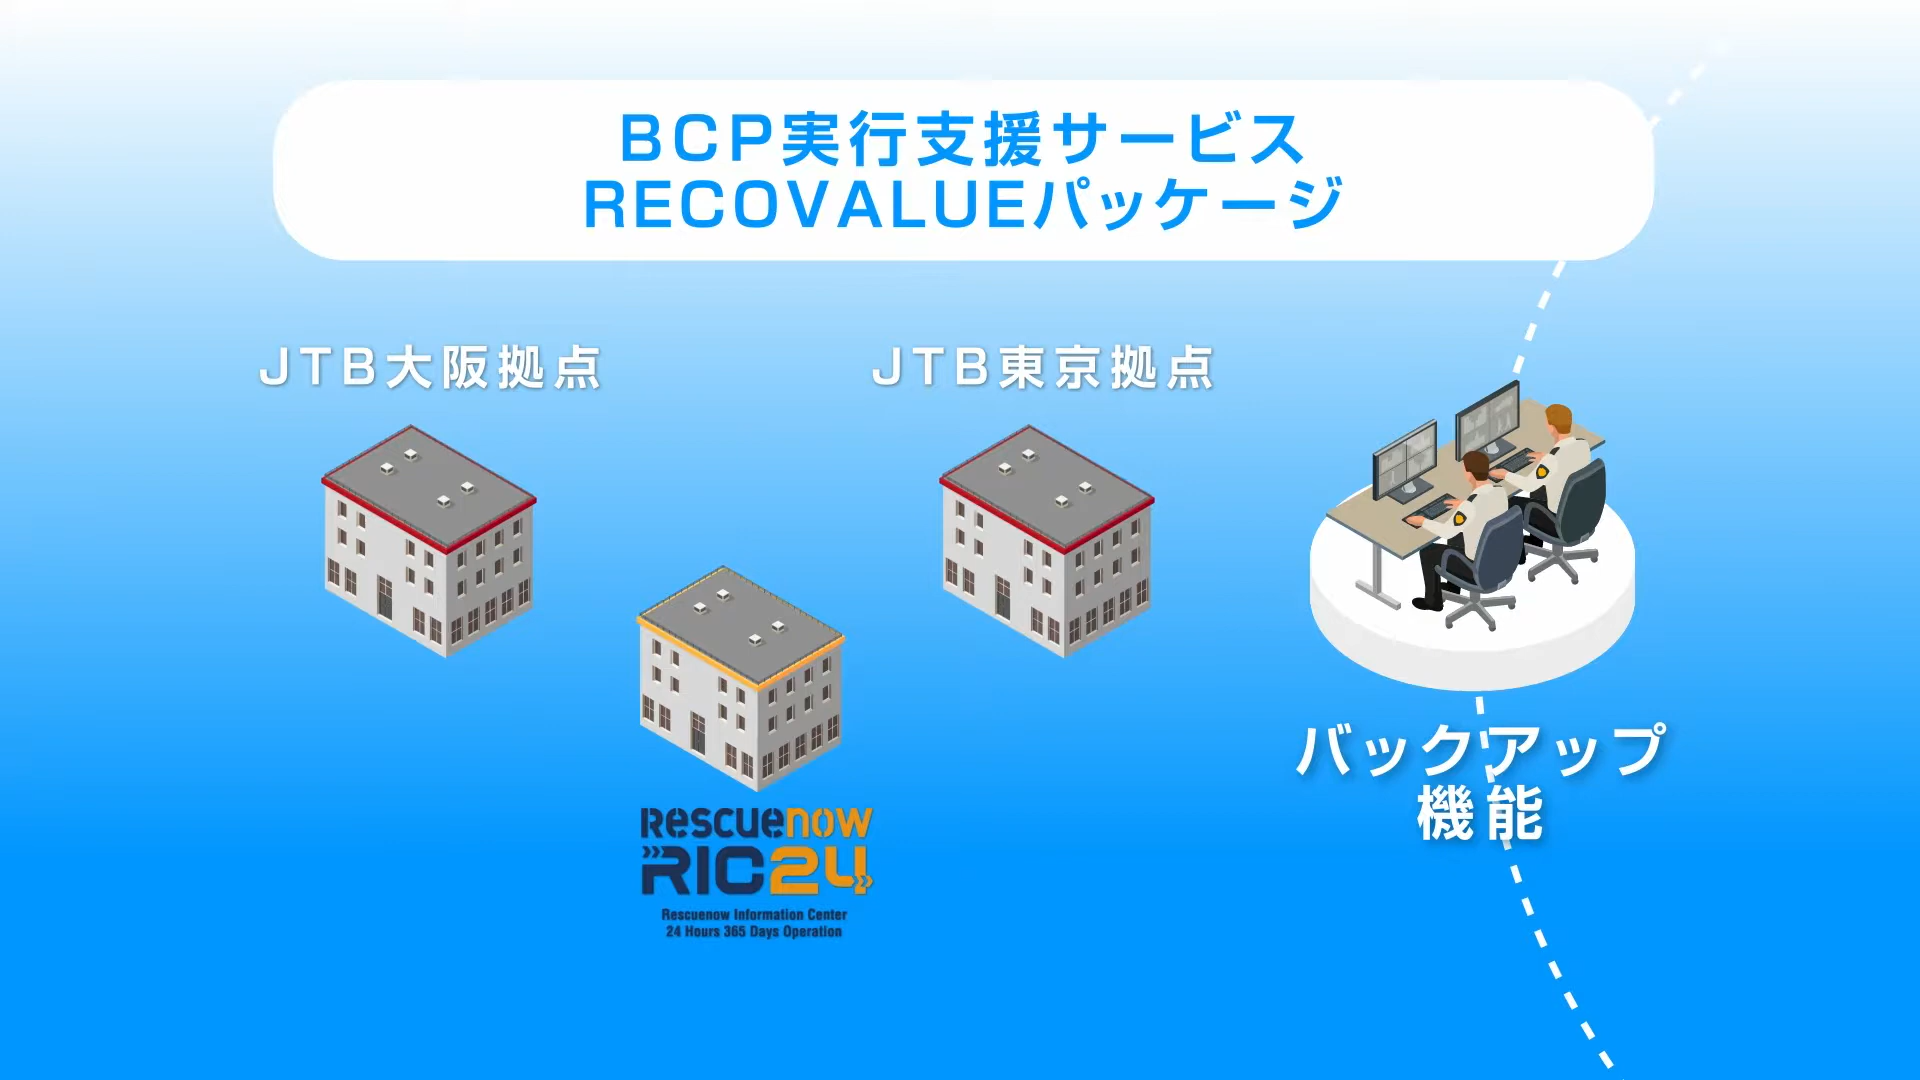 BCP実行支援サービス
RECOVALUEパッケージ
JTB大阪拠点
JTB東京拠点
バックアップ
機能
Rescuenow
RIC24
Rescuenow Information Center
24 Hours 365 Days Operation